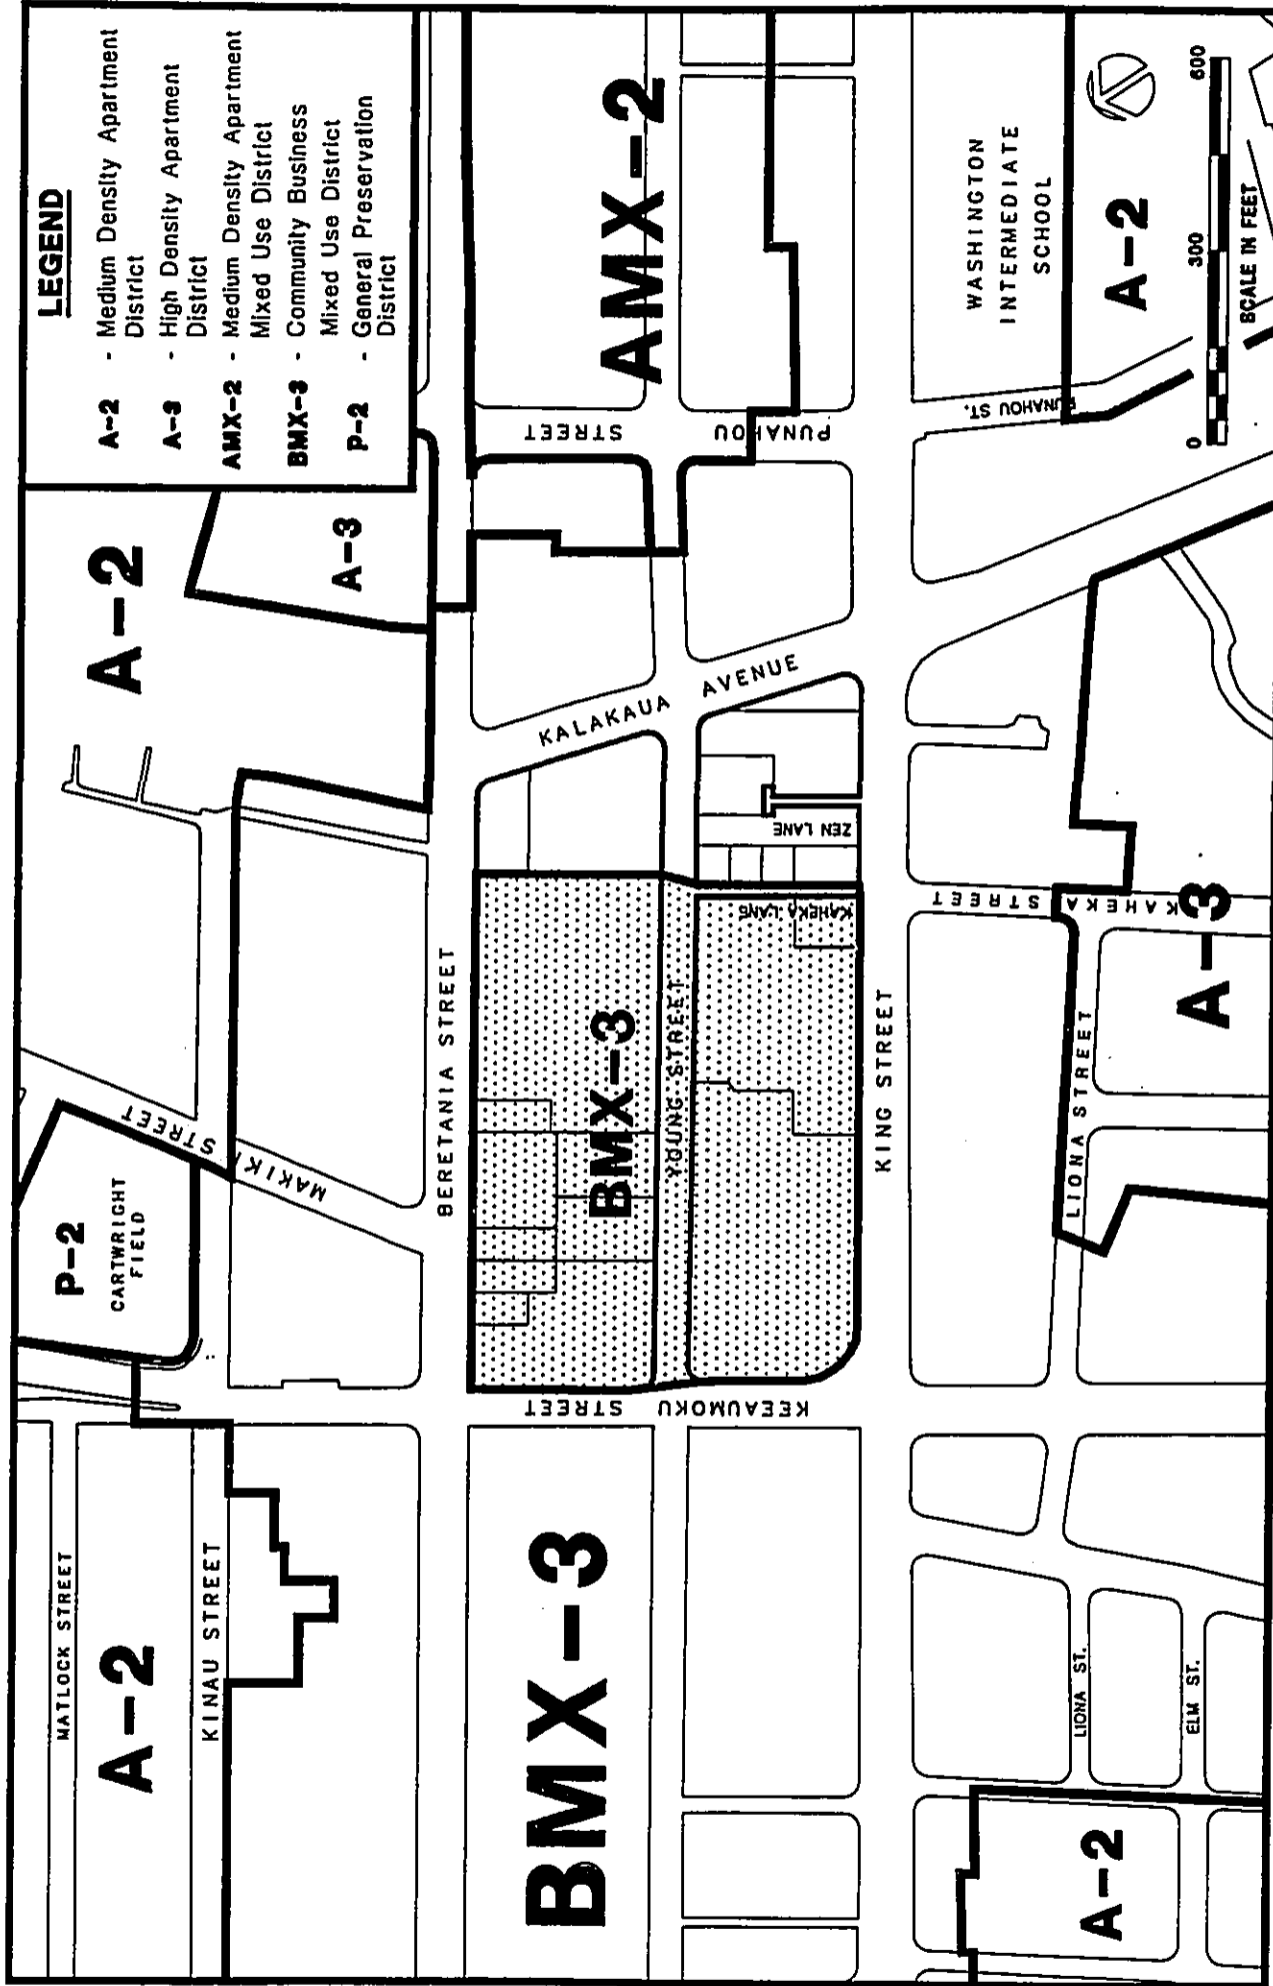 LEGEND
A-2 - Medium Density Apartment
District
A-3 - High Density Apartment
District
AMX-2 - Medium Density Apartment
Mixed Use District
BMX-3 - Community Business
Mixed Use District
P-2 - General Preservation
District
MATLOCK STREET
A-2
KINAU STREET
P-2
CARTWRIGHT
FIELD
MAKIKI STREET
A-2
A-3
BERETANIA STREET
BMX-3
KEEAUMOKU STREET
BMX-3
YOUNG STREET
KAHEKA LANE
ZEN LANE
KALAKAUA AVENUE
PUNAHOU STREET
AMX-2
KING STREET
A-2
LIONA ST.
ELM ST.
LIONA STREET
KAHEKA STREET
A-3
PUNAHOU ST.
WASHINGTON
INTERMEDIATE
SCHOOL
A-2
0 300 600
SCALE IN FEET